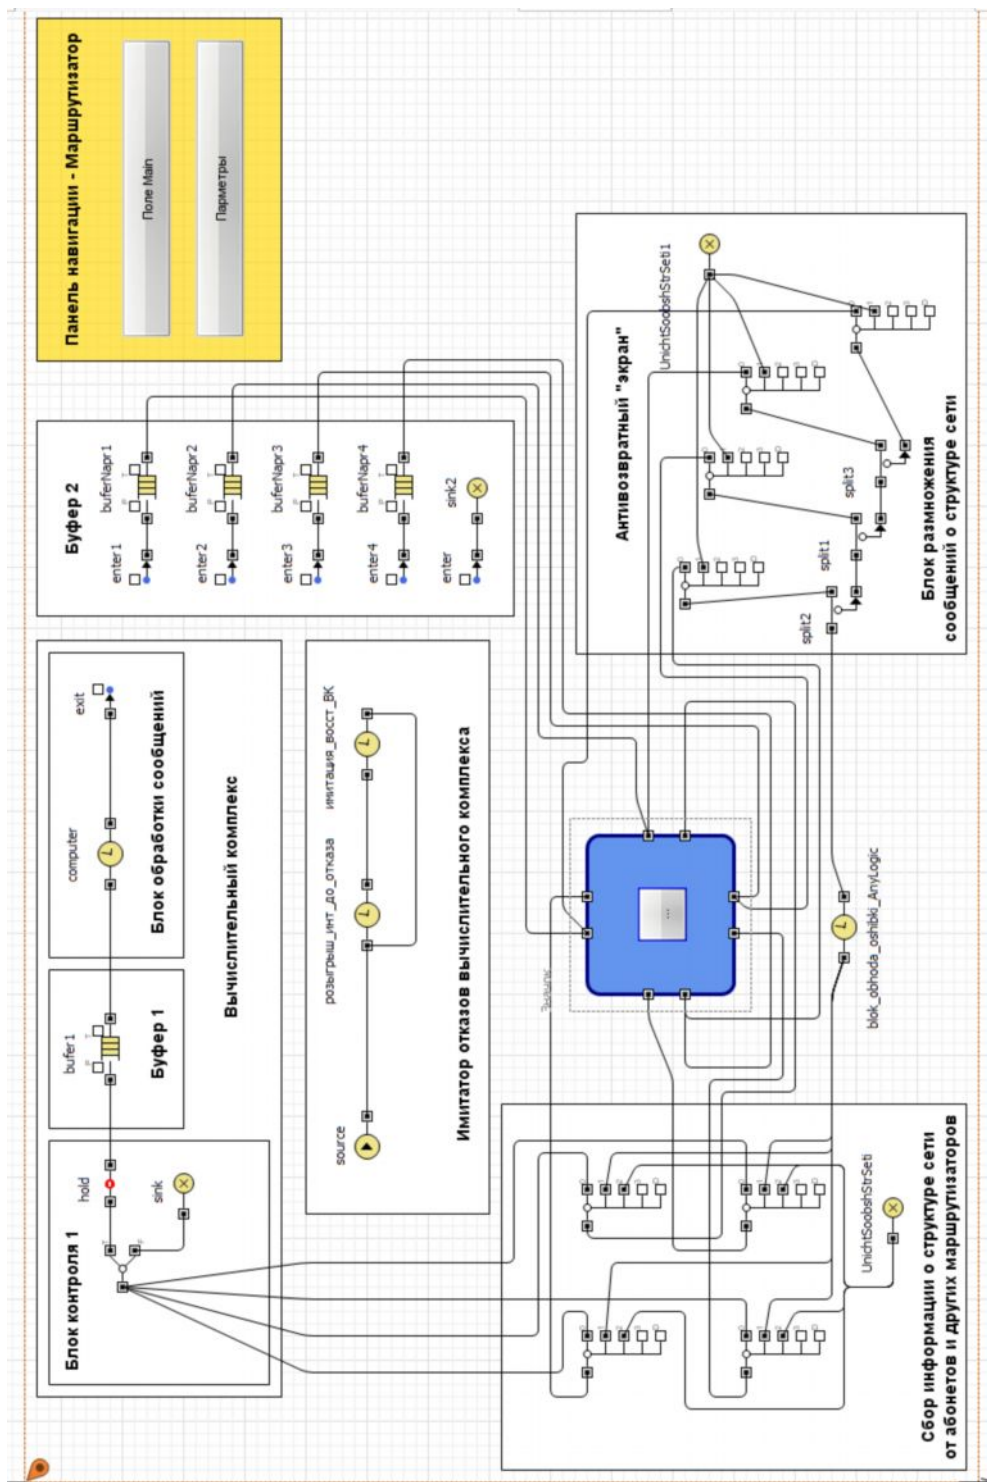 Блок контроля 1
hold
sink
T
F
bufer1
Буфер 1
computer
exit
Блок обработки сообщений
Вычислительный комплекс
source
розыгрыш_инт_до_отказа
имитация_восст_ВК
Имитатор отказов вычислительного комплекса
Буфер 2
enter1
buferNapr1
enter2
buferNapr2
enter3
buferNapr3
enter4
buferNapr4
enter
sink2
Панель навигации - Маршрутизатор
Поле Main
Парметры
UnichtSoobshStrSeti
Сбор информации о структуре сети
от абонетов и других маршрутизаторов
...
blok_obhoda_oshibki_AnyLogic
Антивозвратный "экран"
UnichtSoobshStrSeti1
split2
split1
split3
Блок размножения
сообщений о структуре сети